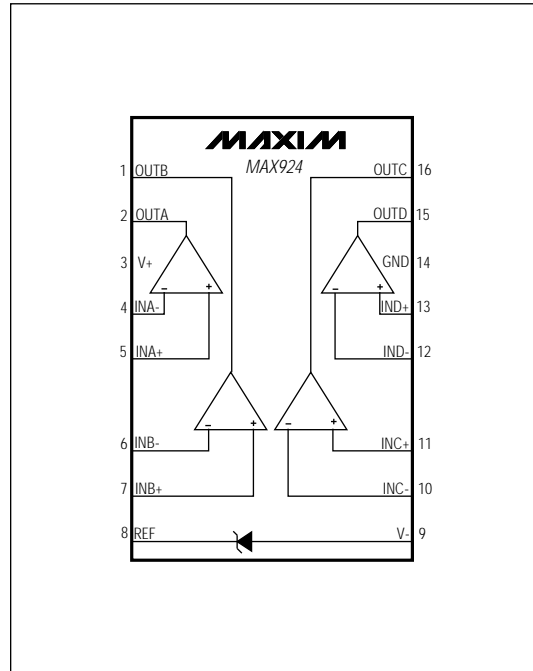 MAXIM
MAX924
1 OUTB
OUTC 16
2 OUTA
OUTD 15
3 V+
GND 14
4 INA-
IND+ 13
5 INA+
IND- 12
6 INB-
INC+ 11
7 INB+
INC- 10
8 REF
V- 9
- +
- +
- +
- +